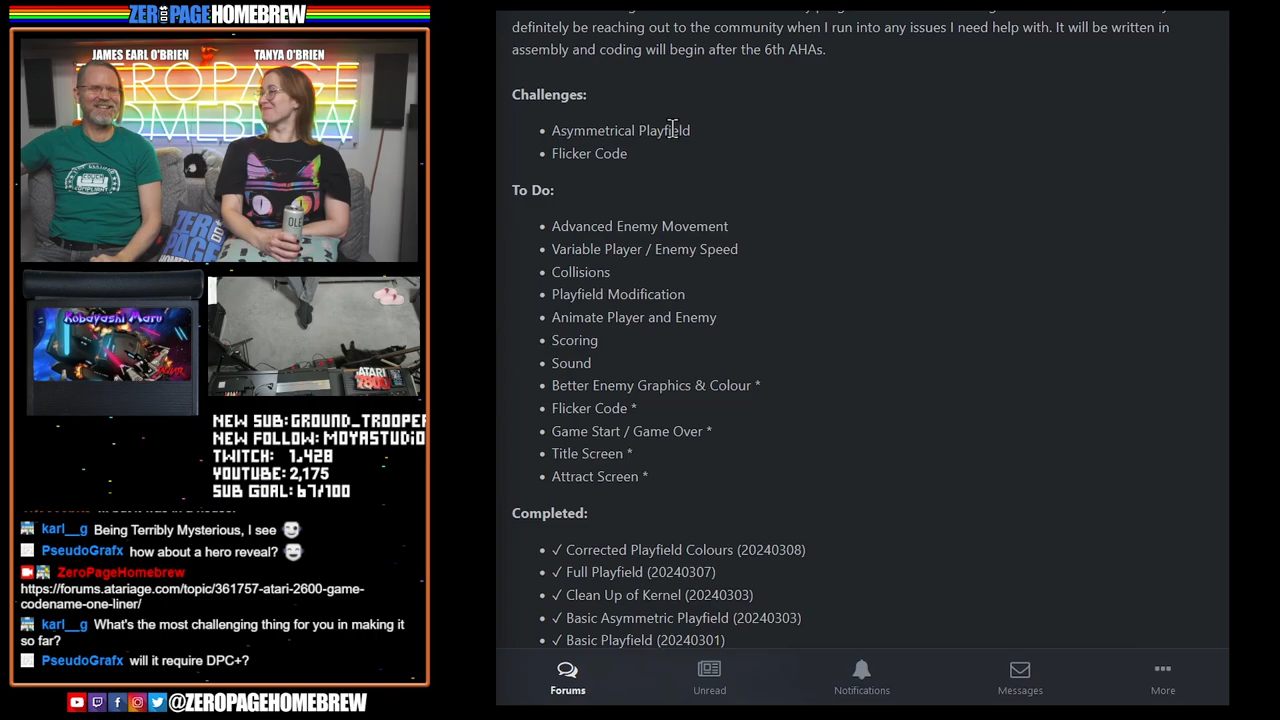 ZEROPAGEHOMEBREW
JAMES EARL O'BRIEN
TANYA O'BRIEN
ZEROPAGE
HOMEBREW
Kobayashi Maru
ATARI
7800
NEW SUB: GROUND_TROOPER
NEW FOLLOW: MOYASTUDIO
TWITCH: 1,428
YOUTUBE: 2,175
SUB GOAL: 67/100
karl__g Being Terribly Mysterious, I see
PseudoGrafx how about a hero reveal?
ZeroPageHomebrew
https://forums.atariage.com/topic/361757-atari-2600-game-
codename-one-liner/
karl__g What's the most challenging thing for you in making it
so far?
PseudoGrafx will it require DPC+?
@ZEROPAGEHOMEBREW
definitely be reaching out to the community when I run into any issues I need help with. It will be written in
assembly and coding will begin after the 6th AHAs.
Challenges:
• Asymmetrical Playfield
• Flicker Code
To Do:
• Advanced Enemy Movement
• Variable Player / Enemy Speed
• Collisions
• Playfield Modification
• Animate Player and Enemy
• Scoring
• Sound
• Better Enemy Graphics & Colour *
• Flicker Code *
• Game Start / Game Over *
• Title Screen *
• Attract Screen *
Completed:
• ✓ Corrected Playfield Colours (20240308)
• ✓ Full Playfield (20240307)
• ✓ Clean Up of Kernel (20240303)
• ✓ Basic Asymmetric Playfield (20240303)
• ✓ Basic Playfield (20240301)
Forums
Unread
Notifications
Messages
More